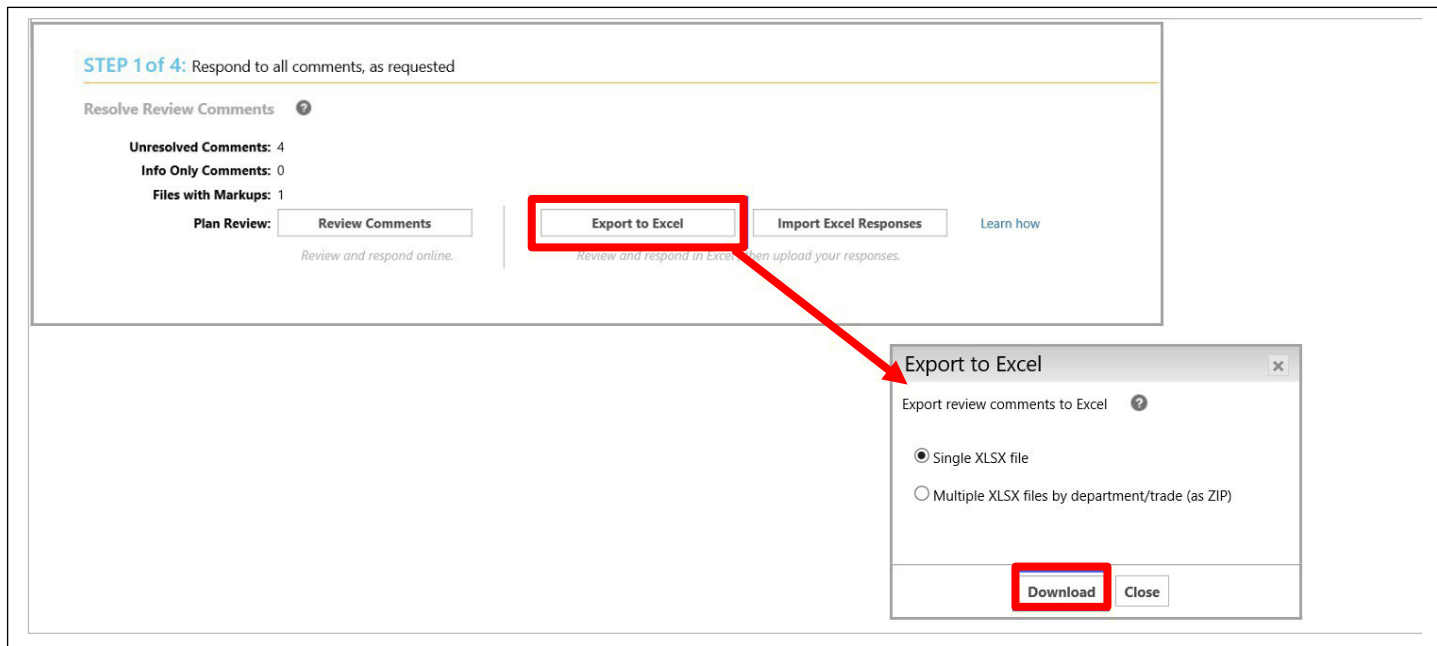 STEP 1 of 4: Respond to all comments, as requested
Resolve Review Comments ?
Unresolved Comments: 4
Info Only Comments: 0
Files with Markups: 1
Plan Review: Review Comments Export to Excel Import Excel Responses Learn how
Review and respond online. Review and respond in Excel, then upload your responses.
Export to Excel x
Export review comments to Excel ?
Single XLSX file
Multiple XLSX files by department/trade (as ZIP)
Download Close